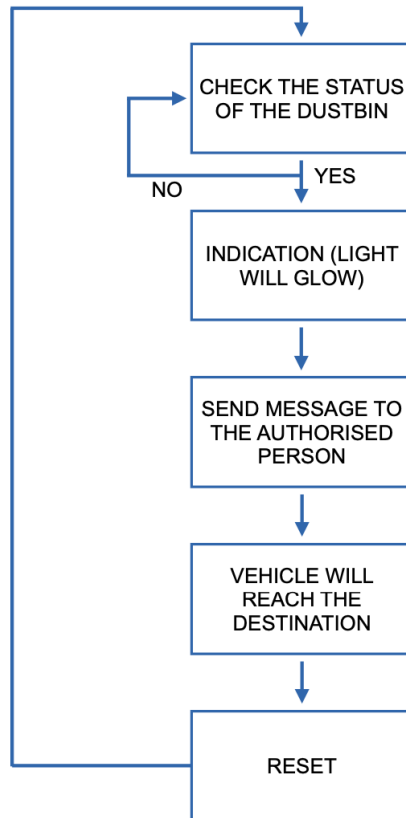 CHECK THE STATUS
OF THE DUSTBIN
NO
YES
INDICATION (LIGHT
WILL GLOW)
SEND MESSAGE TO
THE AUTHORISED
PERSON
VEHICLE WILL
REACH THE
DESTINATION
RESET